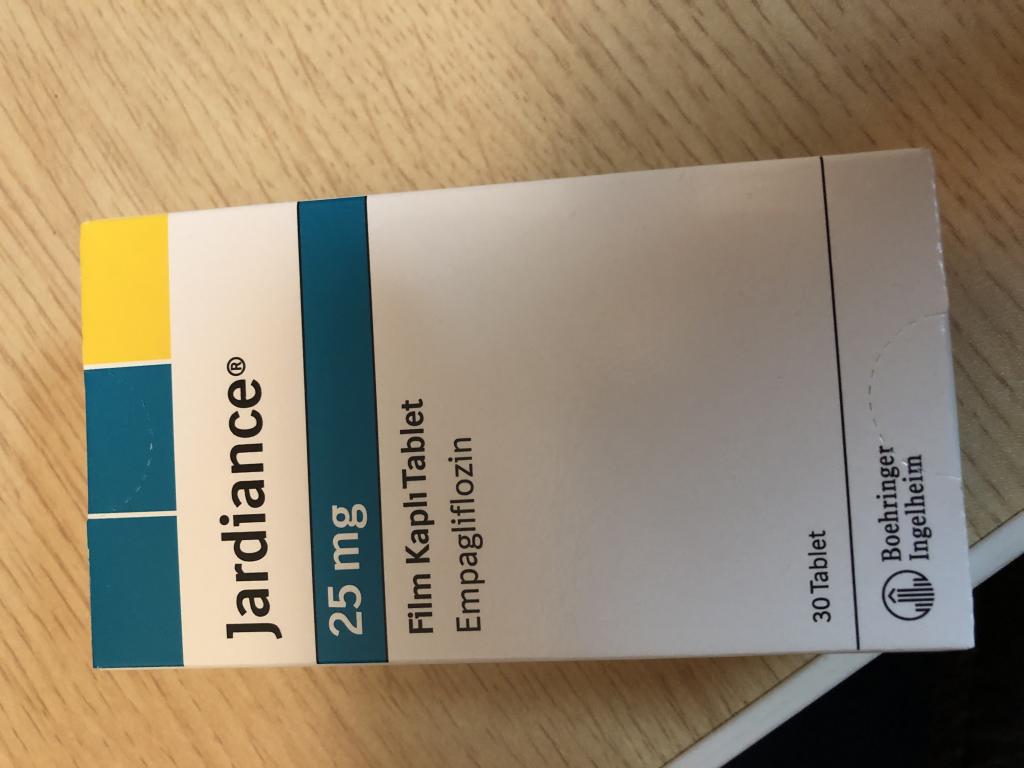 Jardiance®
25 mg
Film Kaplı Tablet
Empagliflozin
30 Tablet
Boehringer
Ingelheim